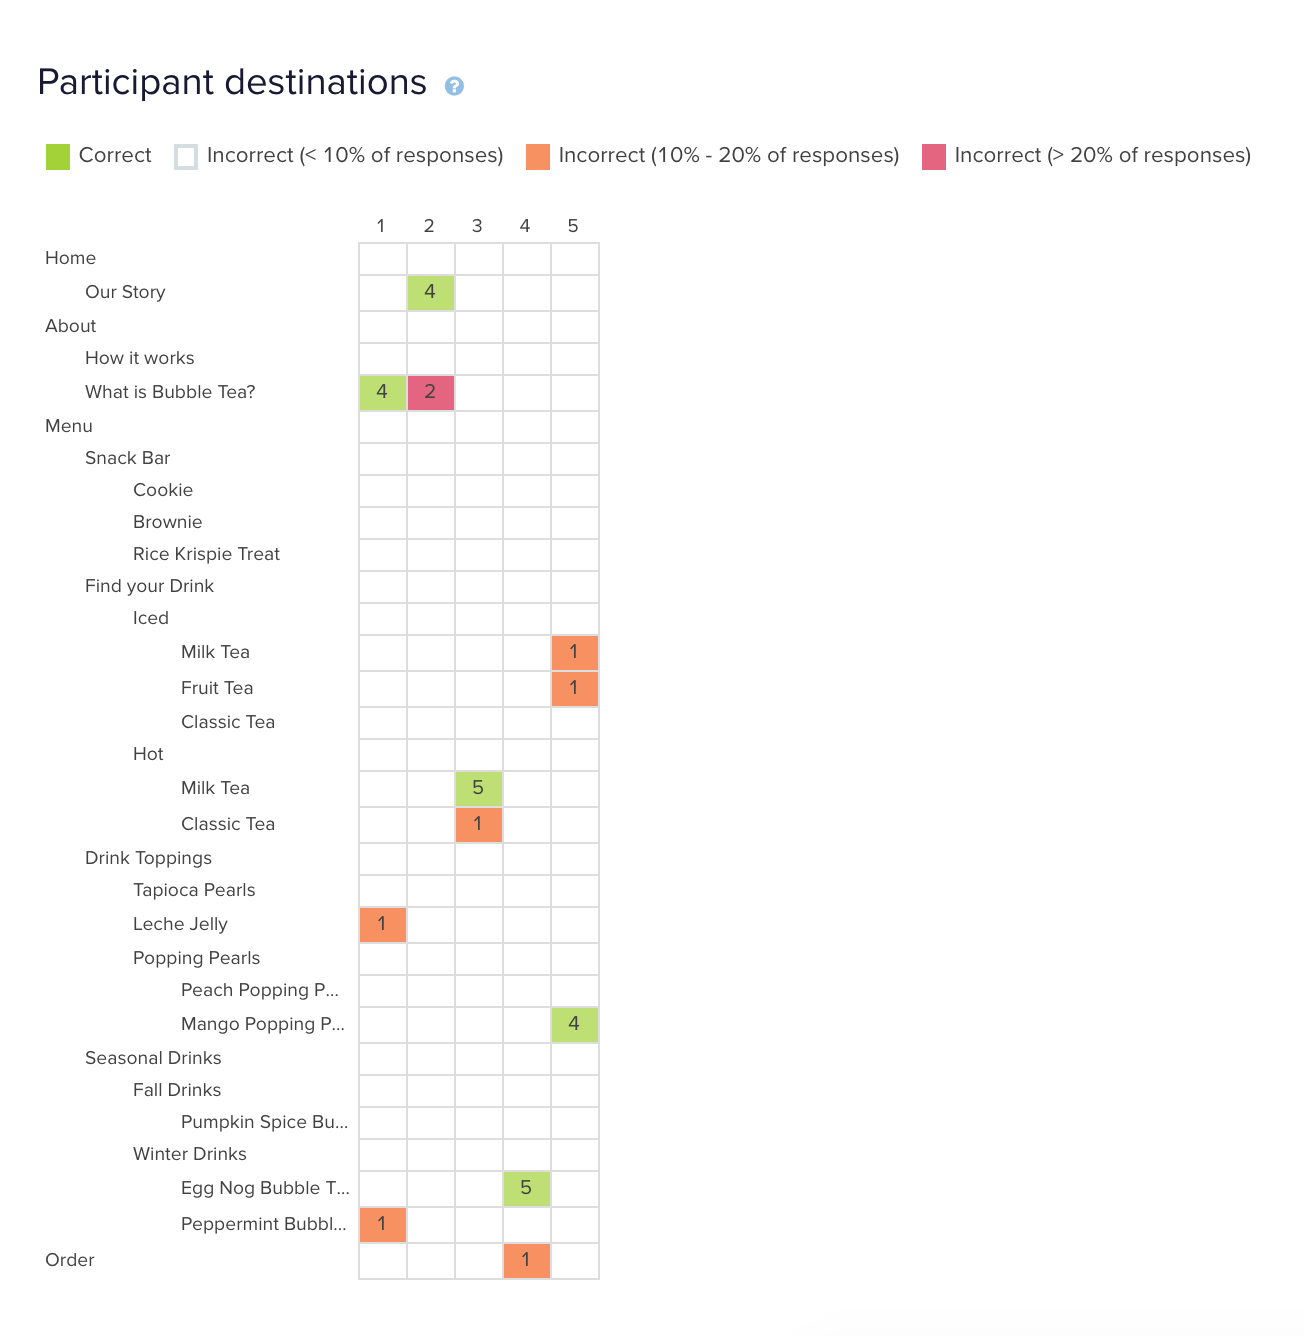 Participant destinations ?
Correct Incorrect (< 10% of responses) Incorrect (10% - 20% of responses) Incorrect (> 20% of responses)
1 2 3 4 5
Home
Our Story 4
About
How it works
What is Bubble Tea? 4 2
Menu
Snack Bar
Cookie
Brownie
Rice Krispie Treat
Find your Drink
Iced
Milk Tea 1
Fruit Tea 1
Classic Tea
Hot
Milk Tea 5
Classic Tea 1
Drink Toppings
Tapioca Pearls
Leche Jelly 1
Popping Pearls
Peach Popping P...
Mango Popping P... 4
Seasonal Drinks
Fall Drinks
Pumpkin Spice Bu...
Winter Drinks
Egg Nog Bubble T... 5
Peppermint Bubbl... 1
Order 1